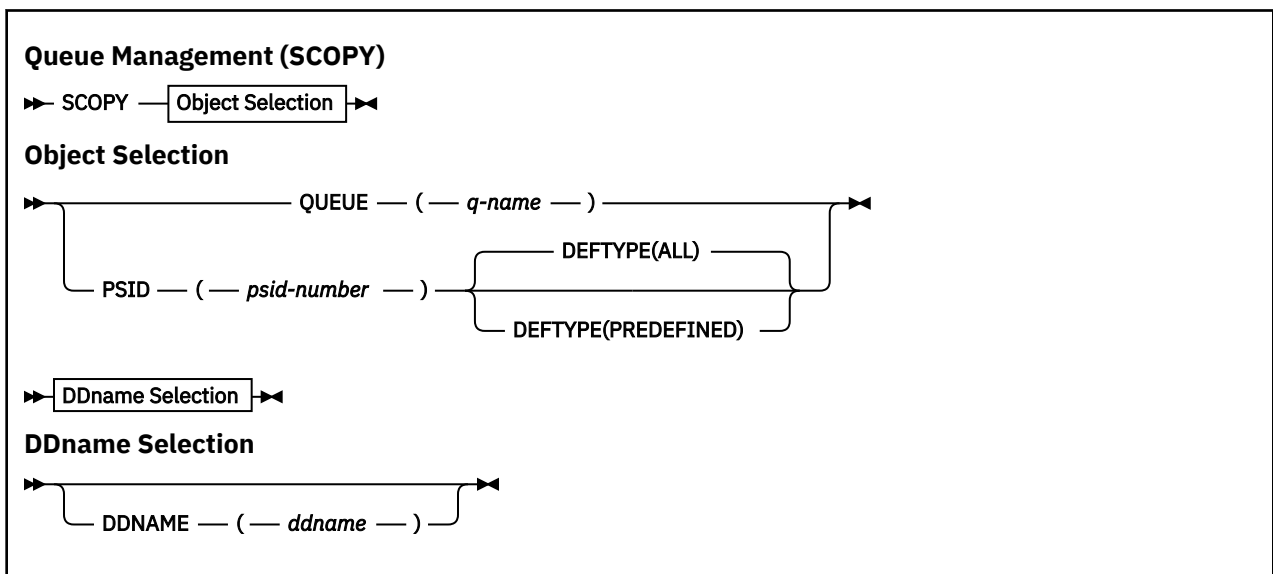 Queue Management (SCOPY)
SCOPY Object Selection
Object Selection
QUEUE ( q-name )
DEFTYPE(ALL)
PSID ( psid-number )
DEFTYPE(PREDEFINED)
DDname Selection
DDname Selection
DDNAME ( ddname )